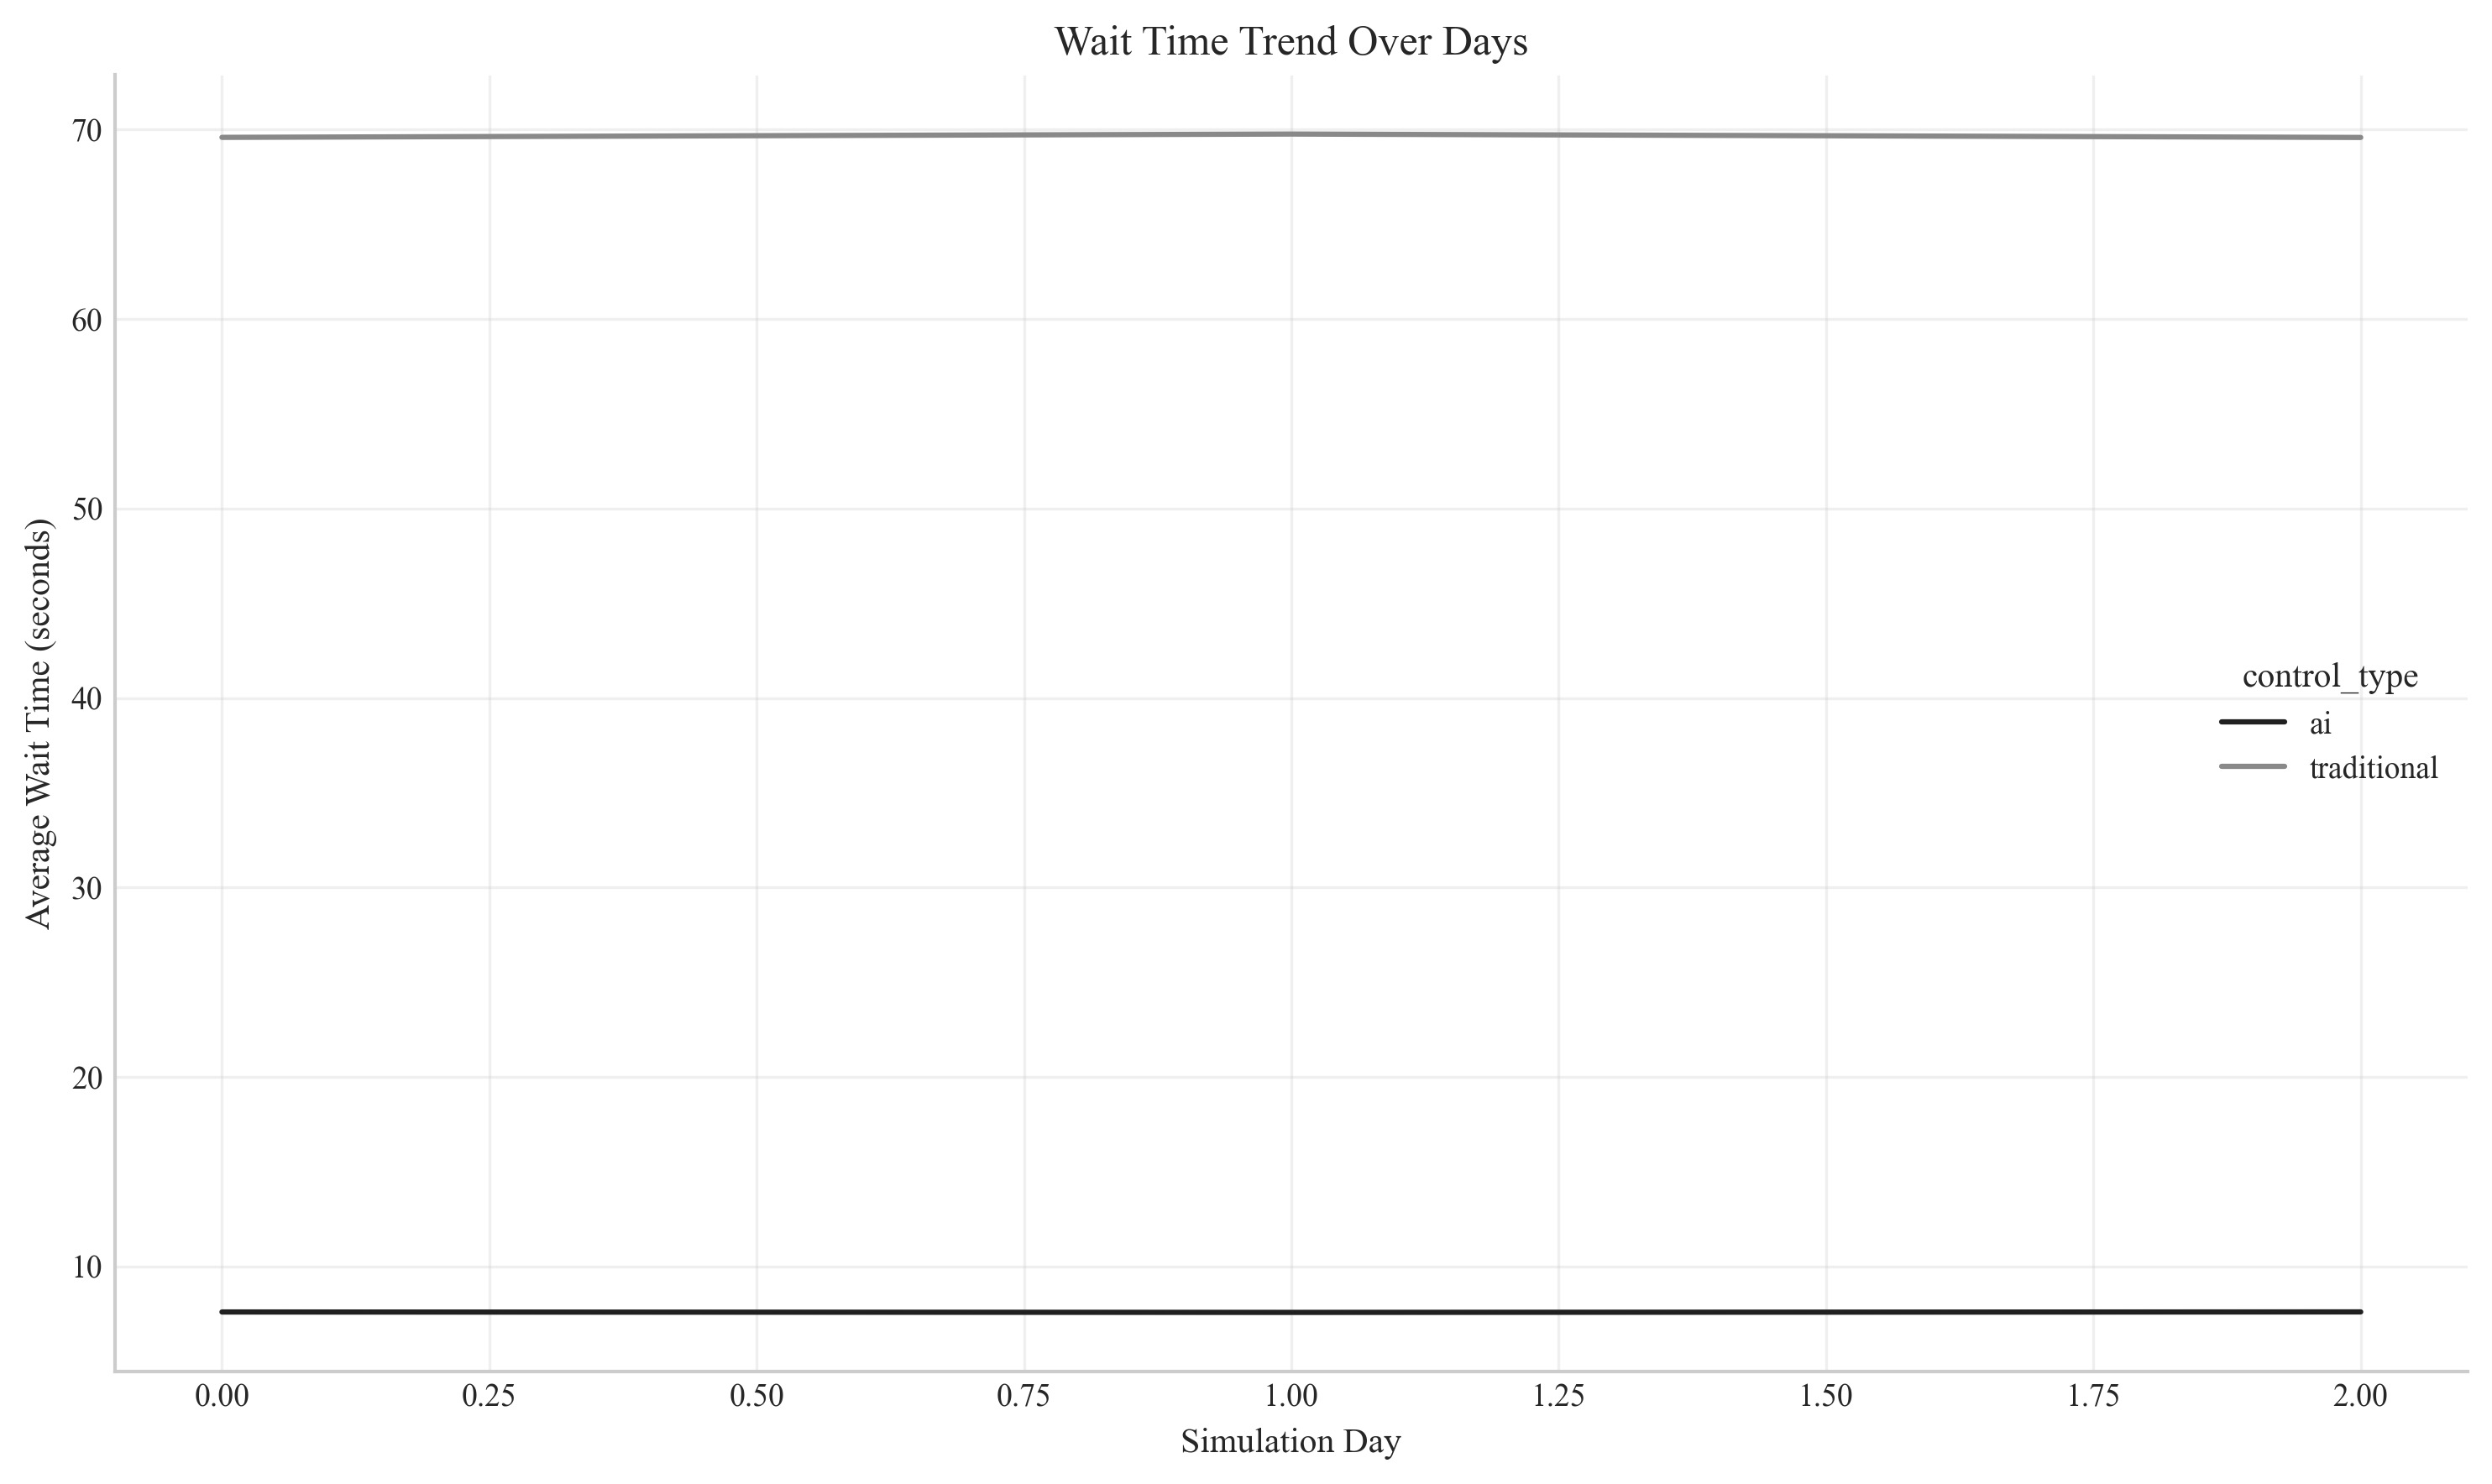 Wait Time Trend Over Days
Average Wait Time (seconds)
70
60
50
40
30
20
10
control_type
ai
traditional
0.00 0.25 0.50 0.75 1.00 1.25 1.50 1.75 2.00
Simulation Day